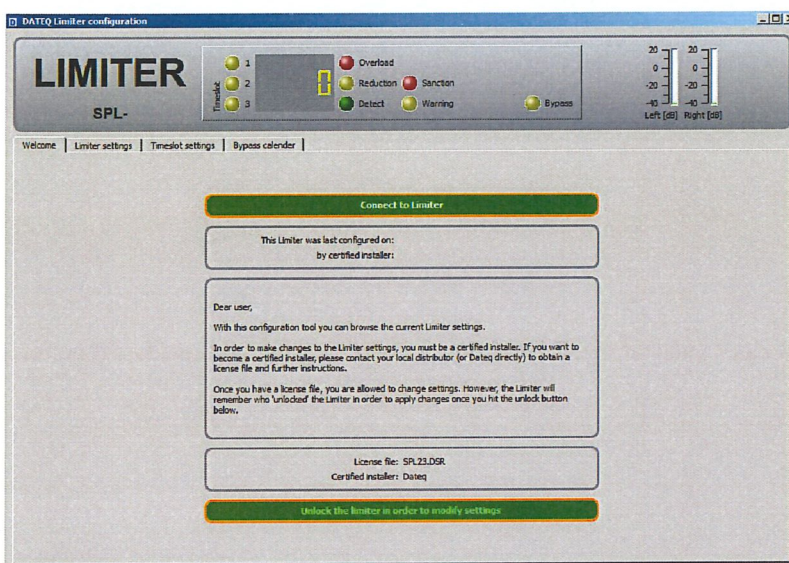 DATEQ Limiter configuration
LIMITER
SPL-
Timeslot
1
2
3
0
Overload
Reduction
Sanction
Detect
Warning
Bypass
20
0
-20
-40
Left [dB]
20
0
-20
-40
Right [dB]
Welcome
Limiter settings
Timeslot settings
Bypass calender
Connect to Limiter
This Limiter was last configured on:
by certified installer:
Dear user,
With this configuration tool you can browse the current Limiter settings.
In order to make changes to the Limiter settings, you must be a certified installer. If you want to
become a certified installer, please contact your local distributor (or Dateq directly) to obtain a
license file and further instructions.
Once you have a license file, you are allowed to change settings. However, the Limiter will
remember who 'unlocked' the Limiter in order to apply changes once you hit the unlock button
below.
License file: SPL23.DSR
Certified installer: Dateq
Unlock the limiter in order to modify settings